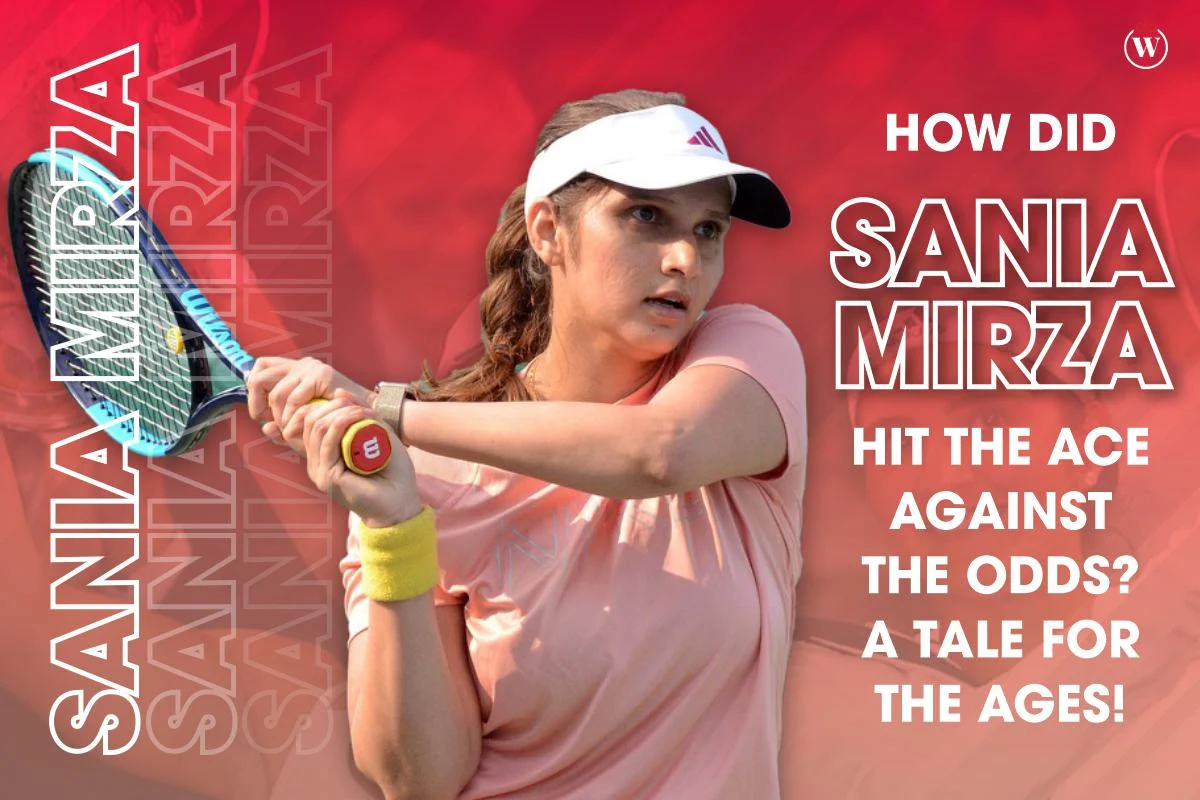 SANIA MIRZA
SANIA MIRZA
SANIA MIRZA
W
HOW DID
SANIA
MIRZA
HIT THE ACE
AGAINST
THE ODDS?
A TALE FOR
THE AGES!
Wilson
W